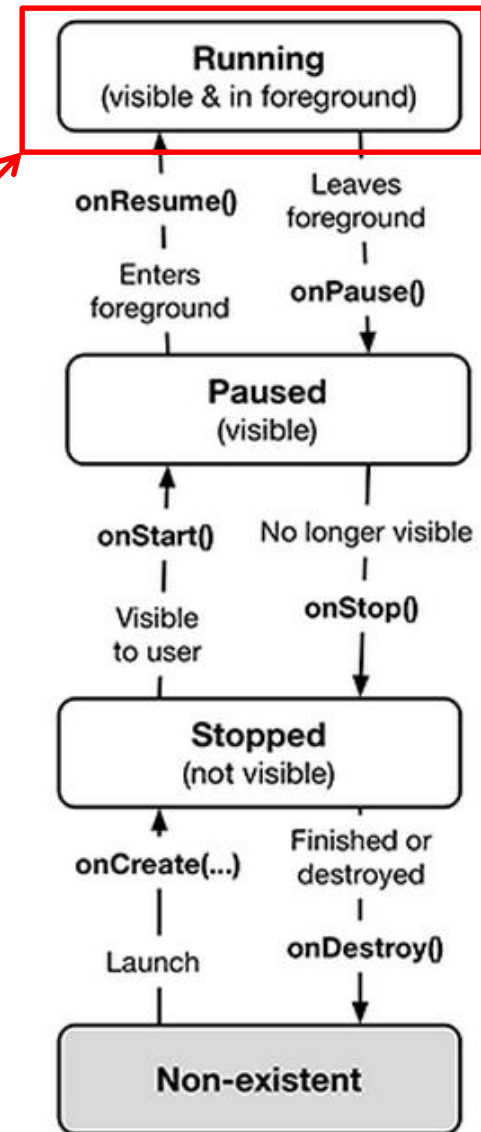 Running
(visible & in foreground)
onResume()
Enters
foreground
Leaves
foreground
onPause()
Paused
(visible)
onStart()
Visible
to user
No longer visible
onStop()
Stopped
(not visible)
onCreate(...)
Launch
Finished or
destroyed
onDestroy()
Non-existent